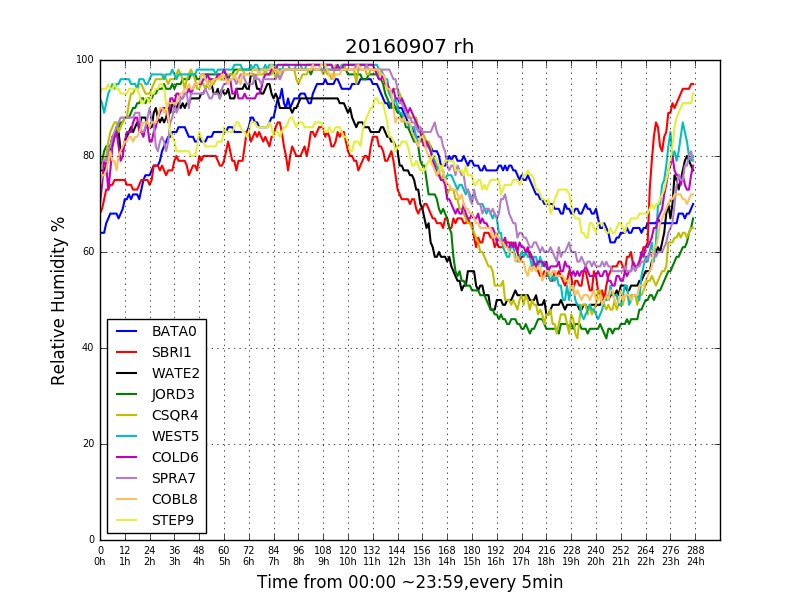 20160907 rh
100
80
60
40
20
0
Relative Humidity %
BATA0
SBRI1
WATE2
JORD3
CSQR4
WEST5
COLD6
SPRA7
COBL8
STEP9
0 12 24 36 48 60 72 84 96 108 120 132 144 156 168 180 192 204 216 228 240 252 264 276 288
0h 1h 2h 3h 4h 5h 6h 7h 8h 9h 10h 11h 12h 13h 14h 15h 16h 17h 18h 19h 20h 21h 22h 23h 24h
Time from 00:00 ~23:59,every 5min